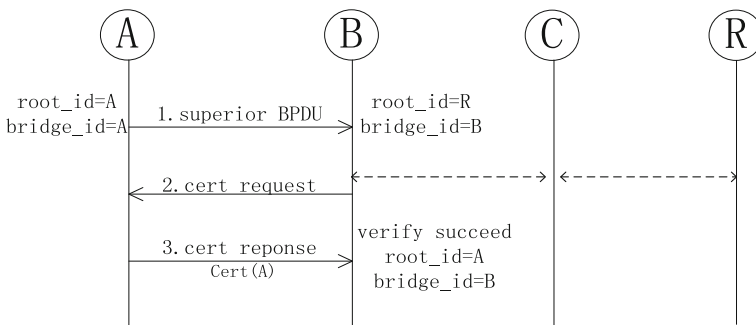 A B C R
root_id=A
bridge_id=A
1.superior BPDU
root_id=R
bridge_id=B
2.cert request
3.cert reponse
Cert(A)
verify succeed
root_id=A
bridge_id=B